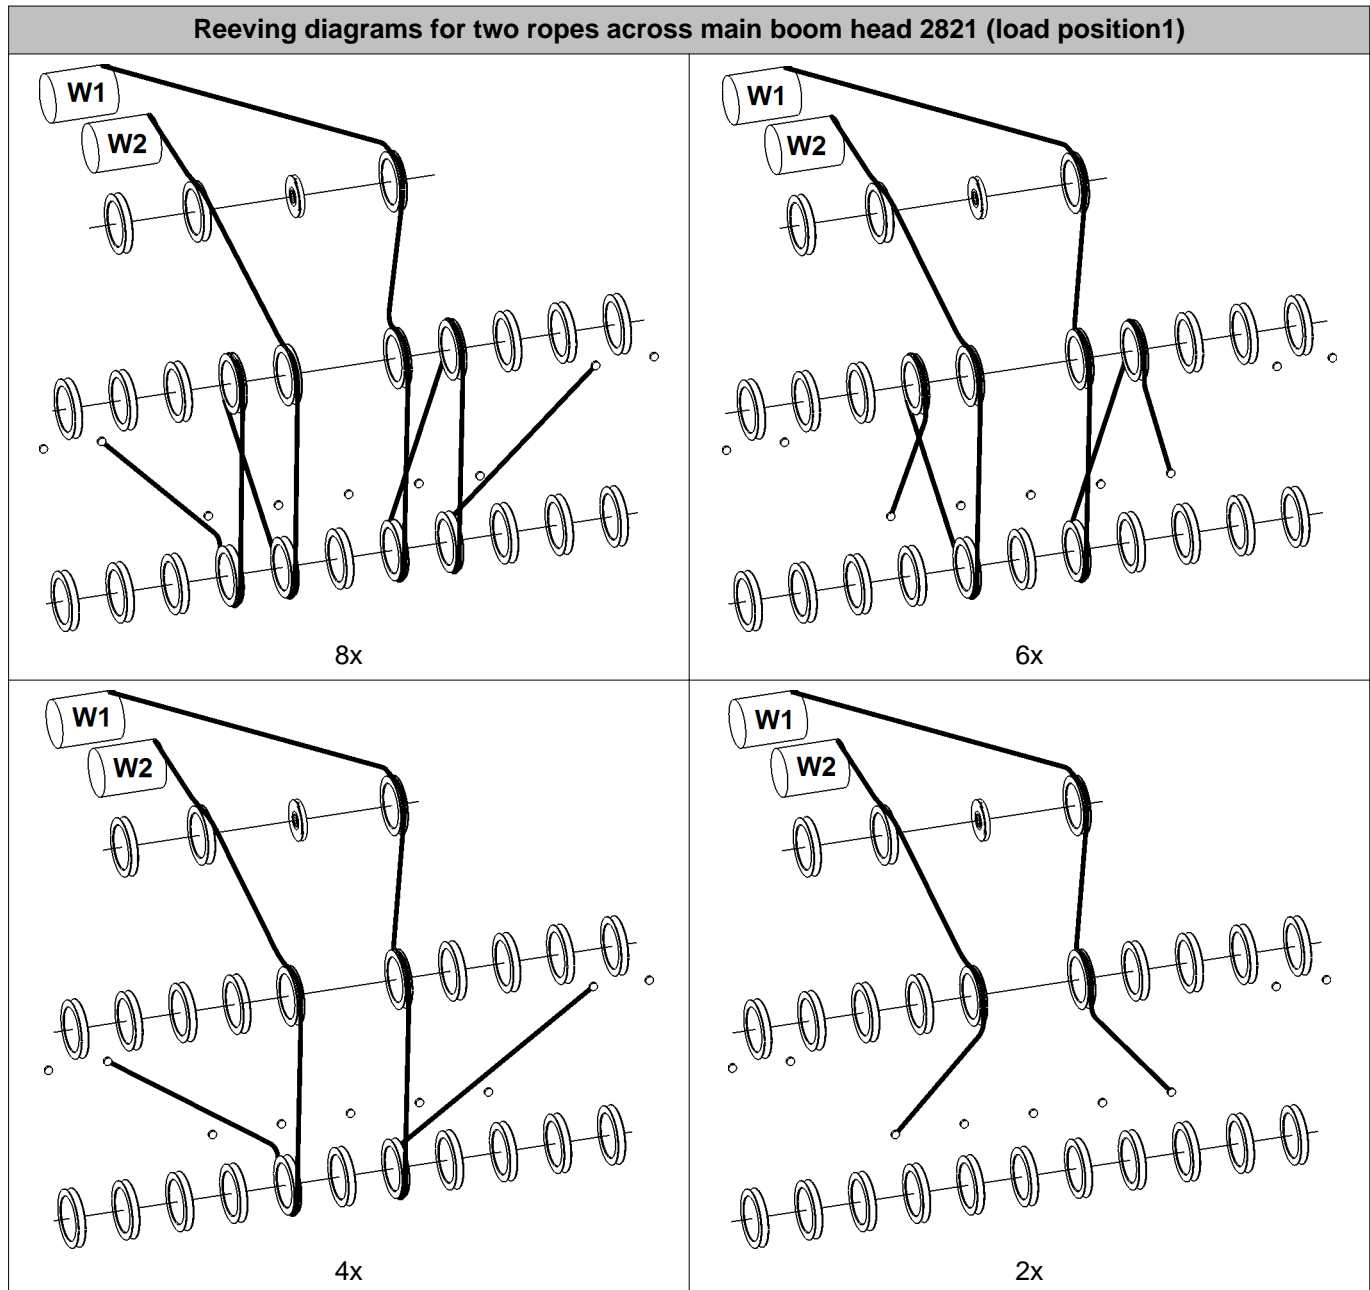 Reeving diagrams for two ropes across main boom head 2821 (load position1)
W1
W2
8x
W1
W2
6x
W1
W2
4x
W1
W2
2x